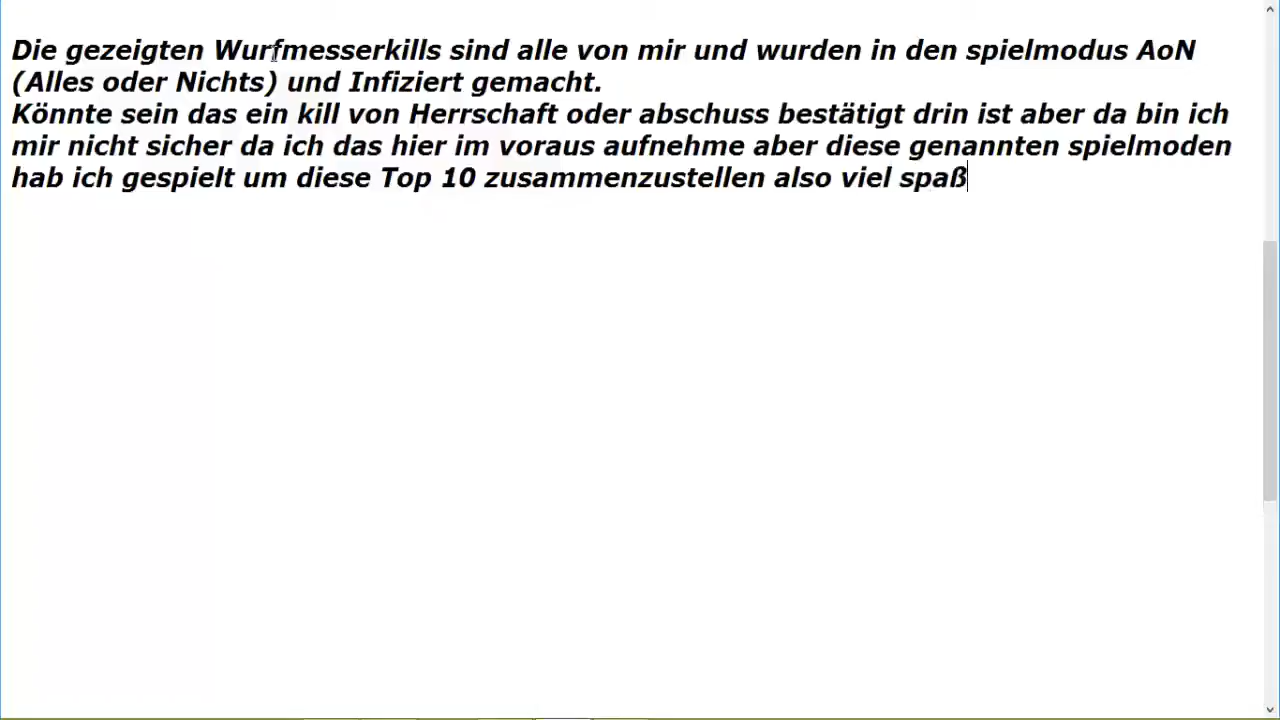 Die gezeigten Wurfmesserkills sind alle von mir und wurden in den spielmodus AoN
(Alles oder Nichts) und Infiziert gemacht.
Könnte sein das ein kill von Herrschaft oder abschuss bestätigt drin ist aber da bin ich
mir nicht sicher da ich das hier im voraus aufnehme aber diese genannten spielmoden
hab ich gespielt um diese Top 10 zusammenzustellen also viel spaß